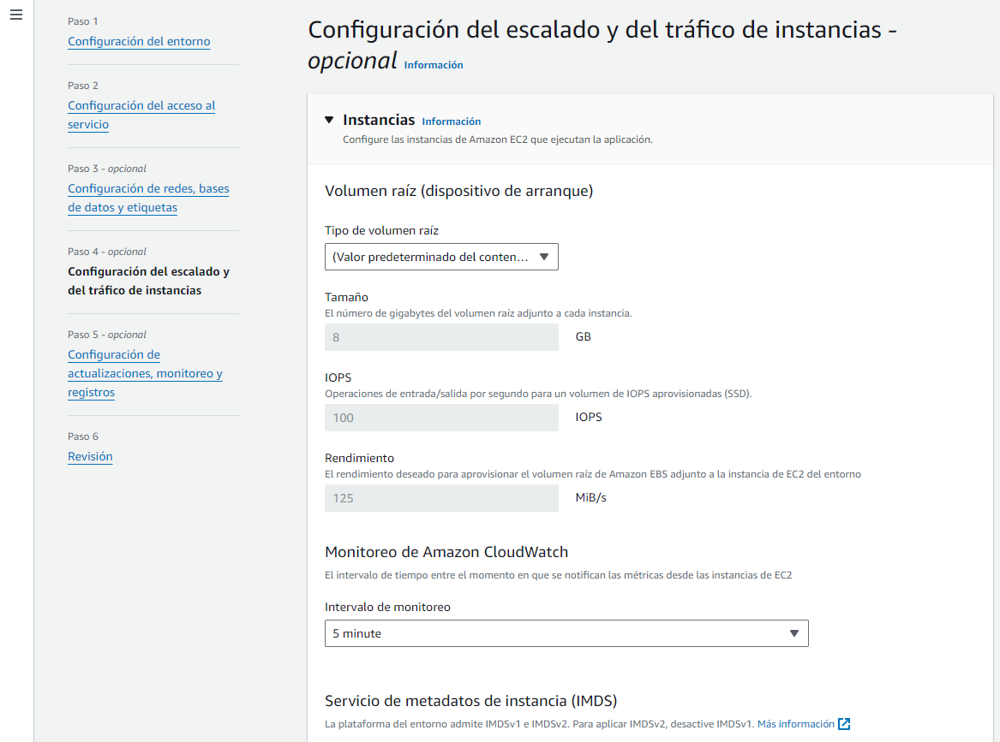 Paso 1
Configuración del entorno
Paso 2
Configuración del acceso al
servicio
Paso 3 - opcional
Configuración de redes, bases
de datos y etiquetas
Paso 4 - opcional
Configuración del escalado y
del tráfico de instancias
Paso 5 - opcional
Configuración de
actualizaciones, monitoreo y
registros
Paso 6
Revisión
Configuración del escalado y del tráfico de instancias -
opcional Información
Instancias Información
Configure las instancias de Amazon EC2 que ejecutan la aplicación.
Volumen raíz (dispositivo de arranque)
Tipo de volumen raíz
(Valor predeterminado del conten...
Tamaño
El número de gigabytes del volumen raíz adjunto a cada instancia.
8 GB
IOPS
Operaciones de entrada/salida por segundo para un volumen de IOPS aprovisionadas (SSD).
100 IOPS
Rendimiento
El rendimiento deseado para aprovisionar el volumen raíz de Amazon EBS adjunto a la instancia de EC2 del entorno
125 MiB/s
Monitoreo de Amazon CloudWatch
El intervalo de tiempo entre el momento en que se notifican las métricas desde las instancias de EC2
Intervalo de monitoreo
5 minute
Servicio de metadatos de instancia (IMDS)
La plataforma del entorno admite IMDSv1 e IMDSv2. Para aplicar IMDSv2, desactive IMDSv1. Más información